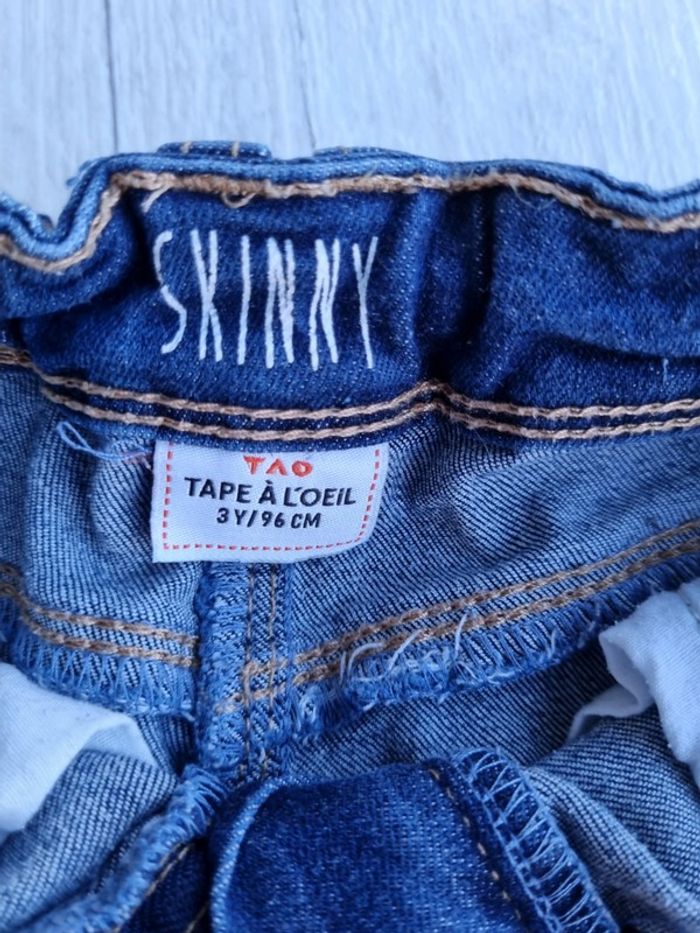 SKINNY
TAO
TAPE À L'OEIL
3Y/96 CM